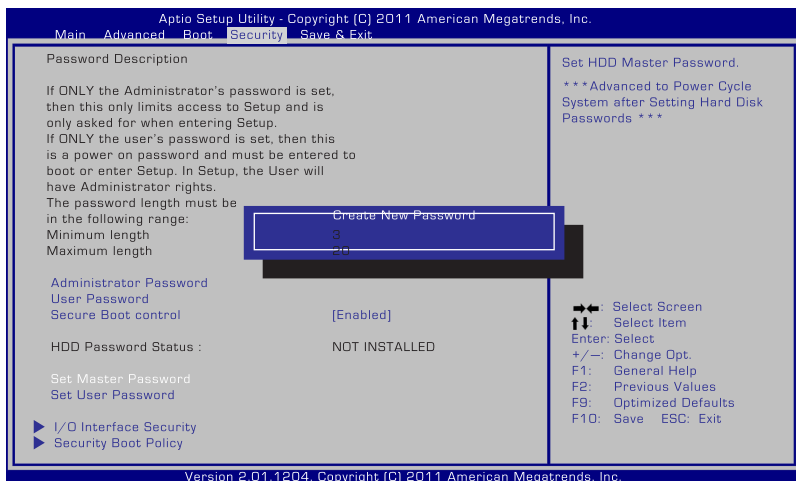 Aptio Setup Utility - Copyright (C) 2011 American Megatrends, Inc.
Main Advanced Boot Security Save & Exit
Password Description
If ONLY the Administrator's password is set,
then this only limits access to Setup and is
only asked for when entering Setup.
If ONLY the user's password is set, then this
is a power on password and must be entered to
boot or enter Setup. In Setup, the User will
have Administrator rights.
The password length must be
in the following range:
Minimum length 3
Maximum length 20
Create New Password
Administrator Password
User Password
Secure Boot control [Enabled]
HDD Password Status : NOT INSTALLED
Set Master Password
Set User Password
I/O Interface Security
Security Boot Policy
Set HDD Master Password.
***Advanced to Power Cycle
System after Setting Hard Disk
Passwords ***
→←: Select Screen
↑↓: Select Item
Enter: Select
+/—: Change Opt.
F1: General Help
F2: Previous Values
F9: Optimized Defaults
F10: Save ESC: Exit
Version 2.01.1204. Copyright (C) 2011 American Megatrends, Inc.